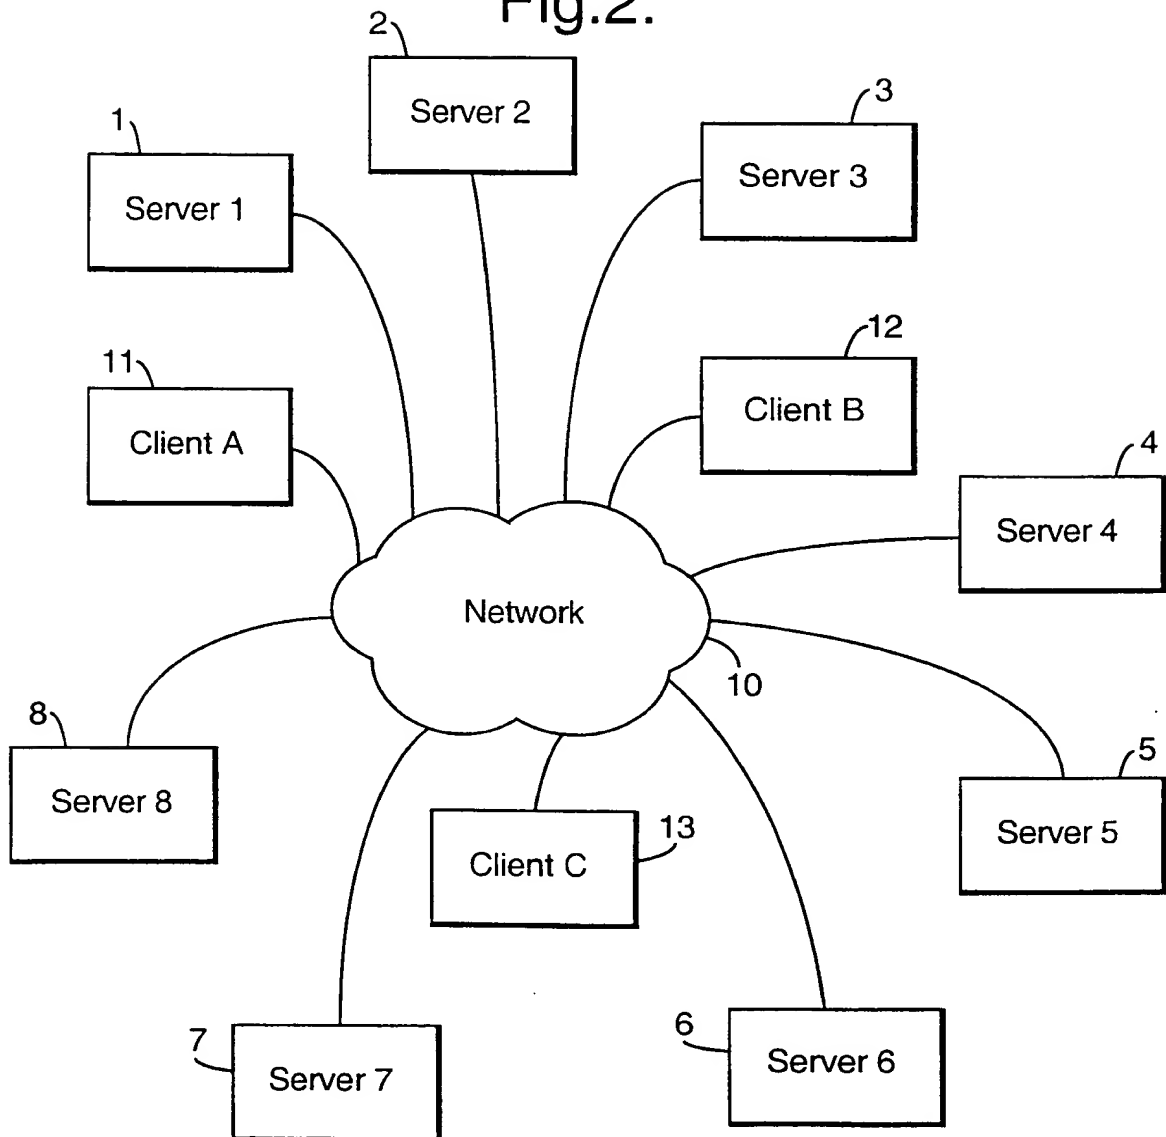 Fig.2.
2
Server 2
3
Server 3
1
Server 1
12
Client B
11
Client A
4
Server 4
Network
10
8
Server 8
5
Server 5
13
Client C
7
Server 7
6
Server 6